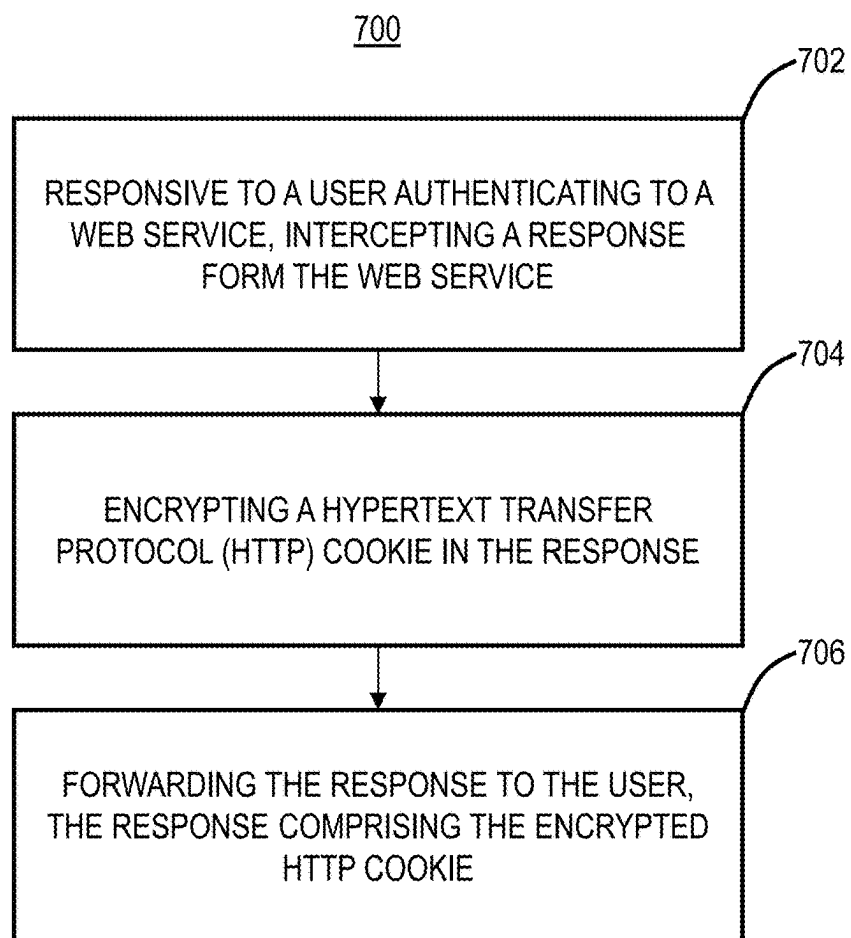 700
702
RESPONSIVE TO A USER AUTHENTICATING TO A
WEB SERVICE, INTERCEPTING A RESPONSE
FORM THE WEB SERVICE
704
ENCRYPTING A HYPERTEXT TRANSFER
PROTOCOL (HTTP) COOKIE IN THE RESPONSE
706
FORWARDING THE RESPONSE TO THE USER,
THE RESPONSE COMPRISING THE ENCRYPTED
HTTP COOKIE